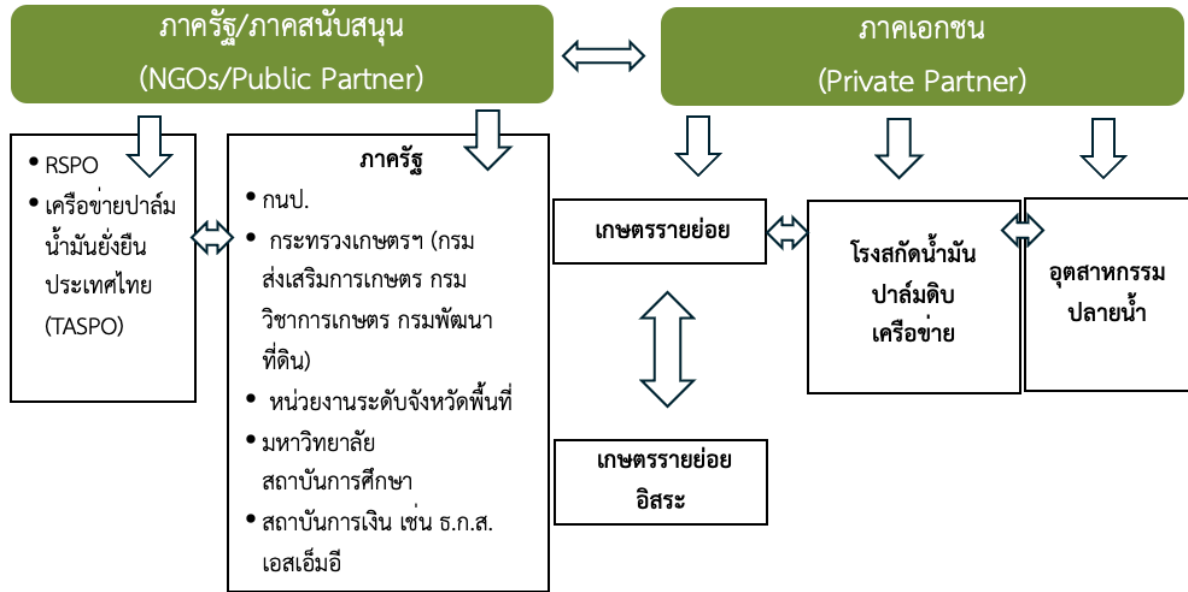 ภาครัฐ/ภาคสนับสนุน
(NGOs/Public Partner)
ภาคเอกชน
(Private Partner)
• RSPO
• เครือข่ายปาล์ม
น้ำมันยั่งยืน
ประเทศไทย
(TASPO)
ภาครัฐ
• กนป.
• กระทรวงเกษตรฯ (กรม
ส่งเสริมการเกษตร กรม
วิชาการเกษตร กรมพัฒนา
ที่ดิน)
• หน่วยงานระดับจังหวัดพื้นที่
• มหาวิทยาลัย
สถาบันการศึกษา
• สถาบันการเงิน เช่น ธ.ก.ส.
เอสเอ็มอี
เกษตรรายย่อย
เกษตรรายย่อย
อิสระ
โรงสกัดน้ำมัน
ปาล์มดิบ
เครือข่าย
อุตสาหกรรม
ปลายน้ำ